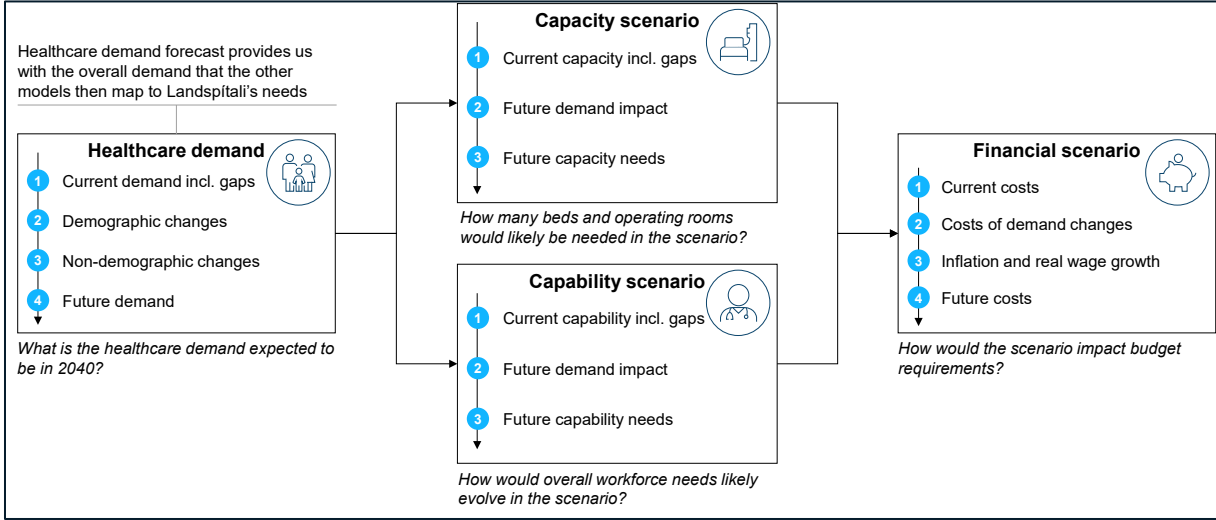 Healthcare demand forecast provides us
with the overall demand that the other
models then map to Landspítali’s needs
Healthcare demand
1 Current demand incl. gaps
2 Demographic changes
3 Non-demographic changes
4 Future demand
What is the healthcare demand expected to
be in 2040?
Capacity scenario
1 Current capacity incl. gaps
2 Future demand impact
3 Future capacity needs
How many beds and operating rooms
would likely be needed in the scenario?
Capability scenario
1 Current capability incl. gaps
2 Future demand impact
3 Future capability needs
How would overall workforce needs likely
evolve in the scenario?
Financial scenario
1 Current costs
2 Costs of demand changes
3 Inflation and real wage growth
4 Future costs
How would the scenario impact budget
requirements?